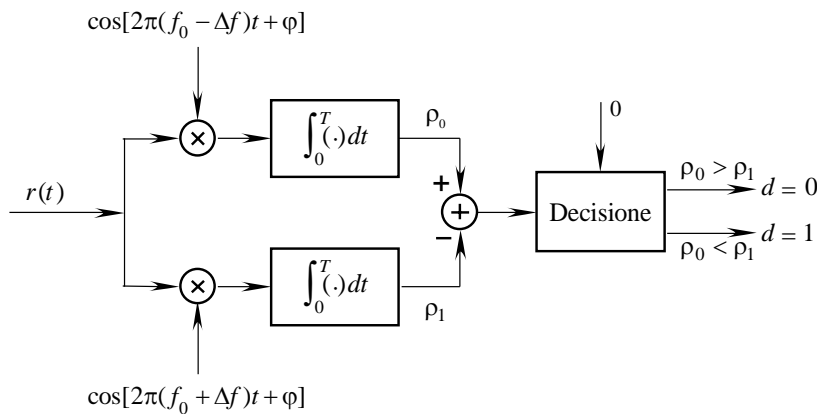 cos[2π(f₀ − Δf)t + φ]
× ∫₀ᵀ(·)dt ρ₀
0
r(t)
+
+
−
Decisione
ρ₀ > ρ₁ d = 0
ρ₀ < ρ₁ d = 1
× ∫₀ᵀ(·)dt ρ₁
cos[2π(f₀ + Δf)t + φ]